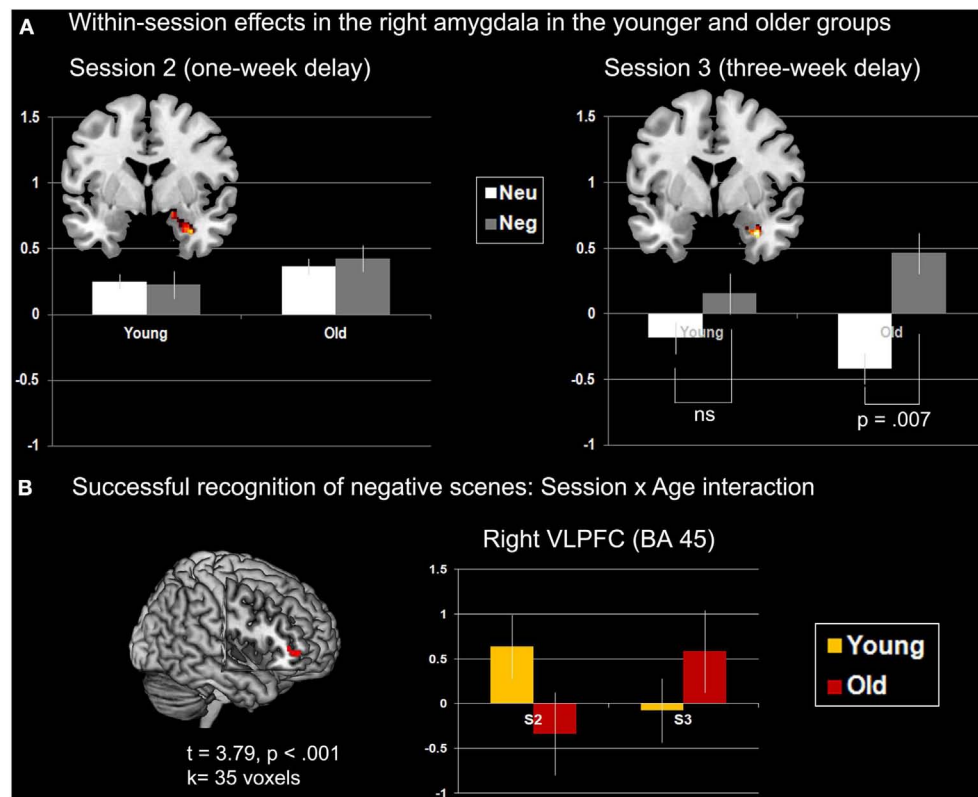 A Within-session effects in the right amygdala in the younger and older groups
Session 2 (one-week delay)
1.5
1
0.5
0
-0.5
-1
Young
Old
Neu
Neg
Session 3 (three-week delay)
1.5
1
0.5
0
-0.5
-1
Young
Old
ns
p = .007
B Successful recognition of negative scenes: Session x Age interaction
t = 3.79, p < .001
k= 35 voxels
Right VLPFC (BA 45)
1.5
1
0.5
0
-0.5
-1
S2
S3
Young
Old